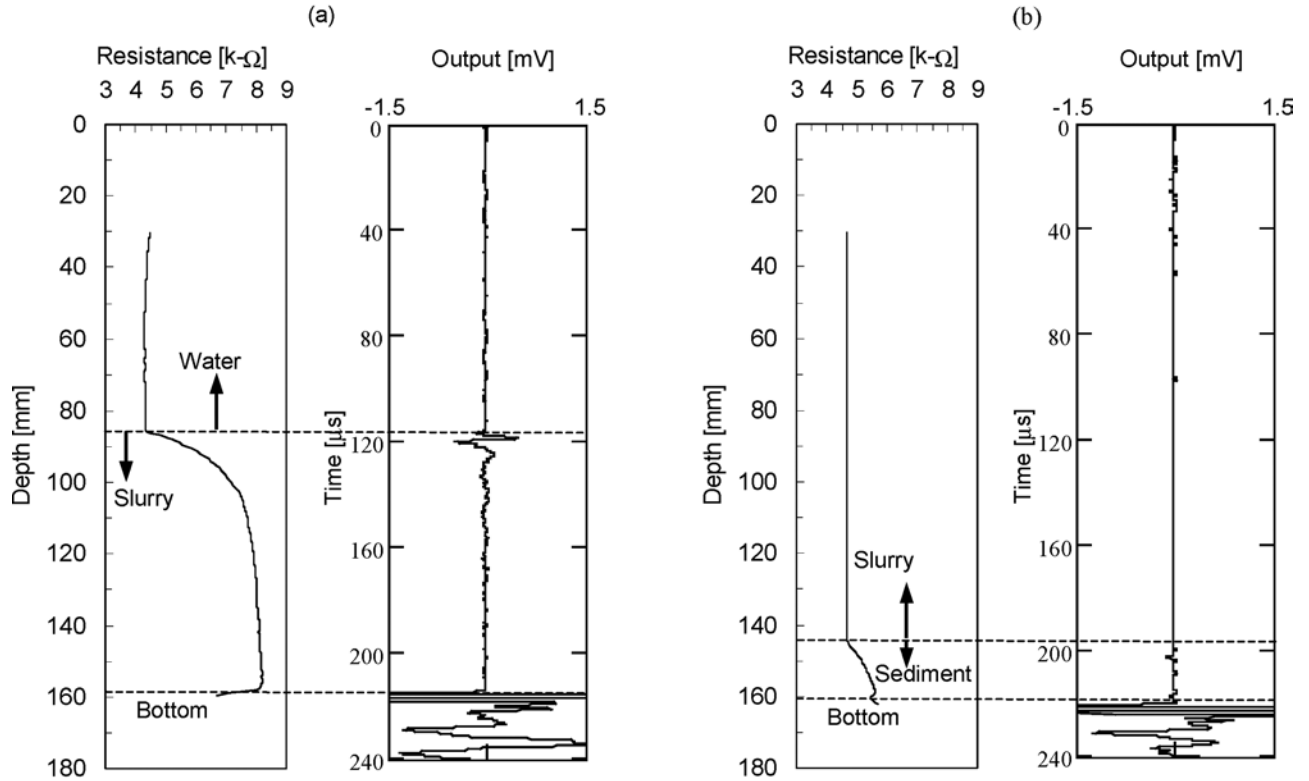 (a)
Resistance [k-Ω]
3 4 5 6 7 8 9
Output [mV]
-1.5 1.5
Depth [mm]
0
20
40
60
80
100
120
140
160
180
Water
Slurry
Bottom
Time [µs]
0
40
80
120
160
200
240
(b)
Resistance [k-Ω]
3 4 5 6 7 8 9
Output [mV]
-1.5 1.5
Depth [mm]
0
20
40
60
80
100
120
140
160
180
Slurry
Sediment
Bottom
Time [µs]
0
40
80
120
160
200
240